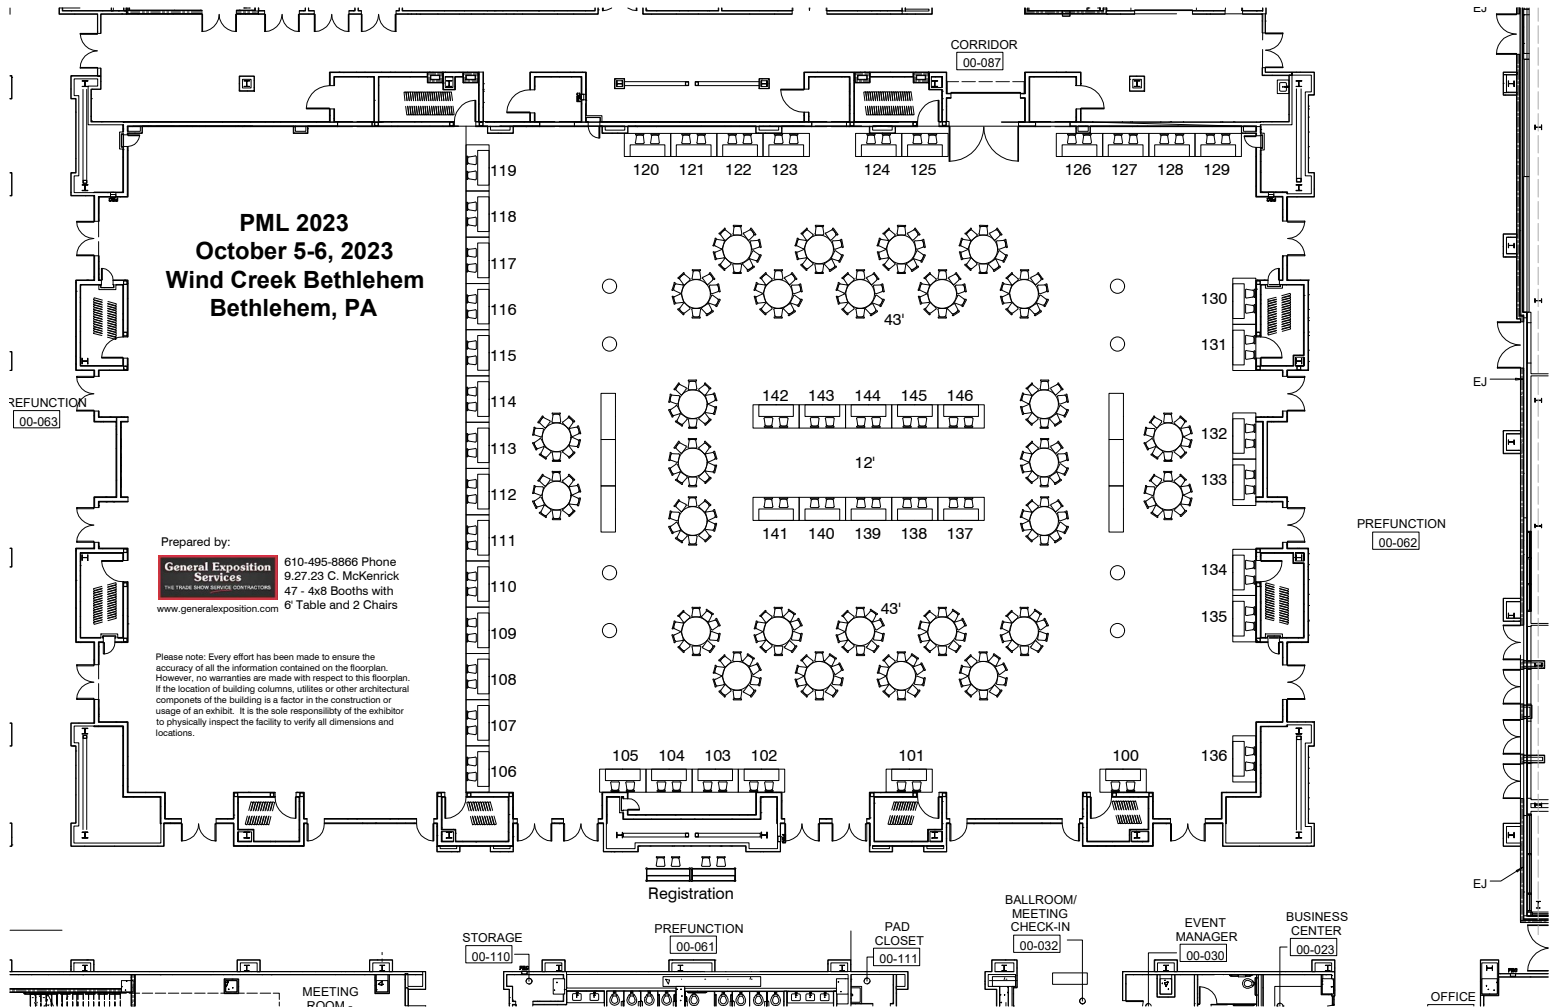 EJ
CORRIDOR
00-087
119
120
121
122
123
124
125
126
127
128
129
118
PML 2023
October 5-6, 2023
Wind Creek Bethlehem
Bethlehem, PA
117
116
130
43'
115
131
EJ
REFUNCTION
00-063
114
142
143
144
145
146
113
132
12'
112
133
111
141
140
139
138
137
PREFUNCTION
00-062
Prepared by:
General Exposition
Services
THE TRADE SHOW SERVICE CONTRACTORS
www.generalexposition.com
610-495-8866 Phone
9.27.23 C. McKenrick
47 - 4x8 Booths with
6' Table and 2 Chairs
110
134
43'
109
135
Please note: Every effort has been made to ensure the
accuracy of all the information contained on the floorplan.
However, no warranties are made with respect to this floorplan.
If the location of building columns, utilites or other architectural
componets of the building is a factor in the construction or
usage of an exhibit. It is the sole responsilibty of the exhibitor
to physically inspect the facility to verify all dimensions and
locations.
108
107
106
105
104
103
102
101
100
136
Registration
EJ
STORAGE
00-110
PREFUNCTION
00-061
PAD
CLOSET
00-111
BALLROOM/
MEETING
CHECK-IN
00-032
EVENT
MANAGER
00-030
BUSINESS
CENTER
00-023
MEETING
ROOM -
OFFICE